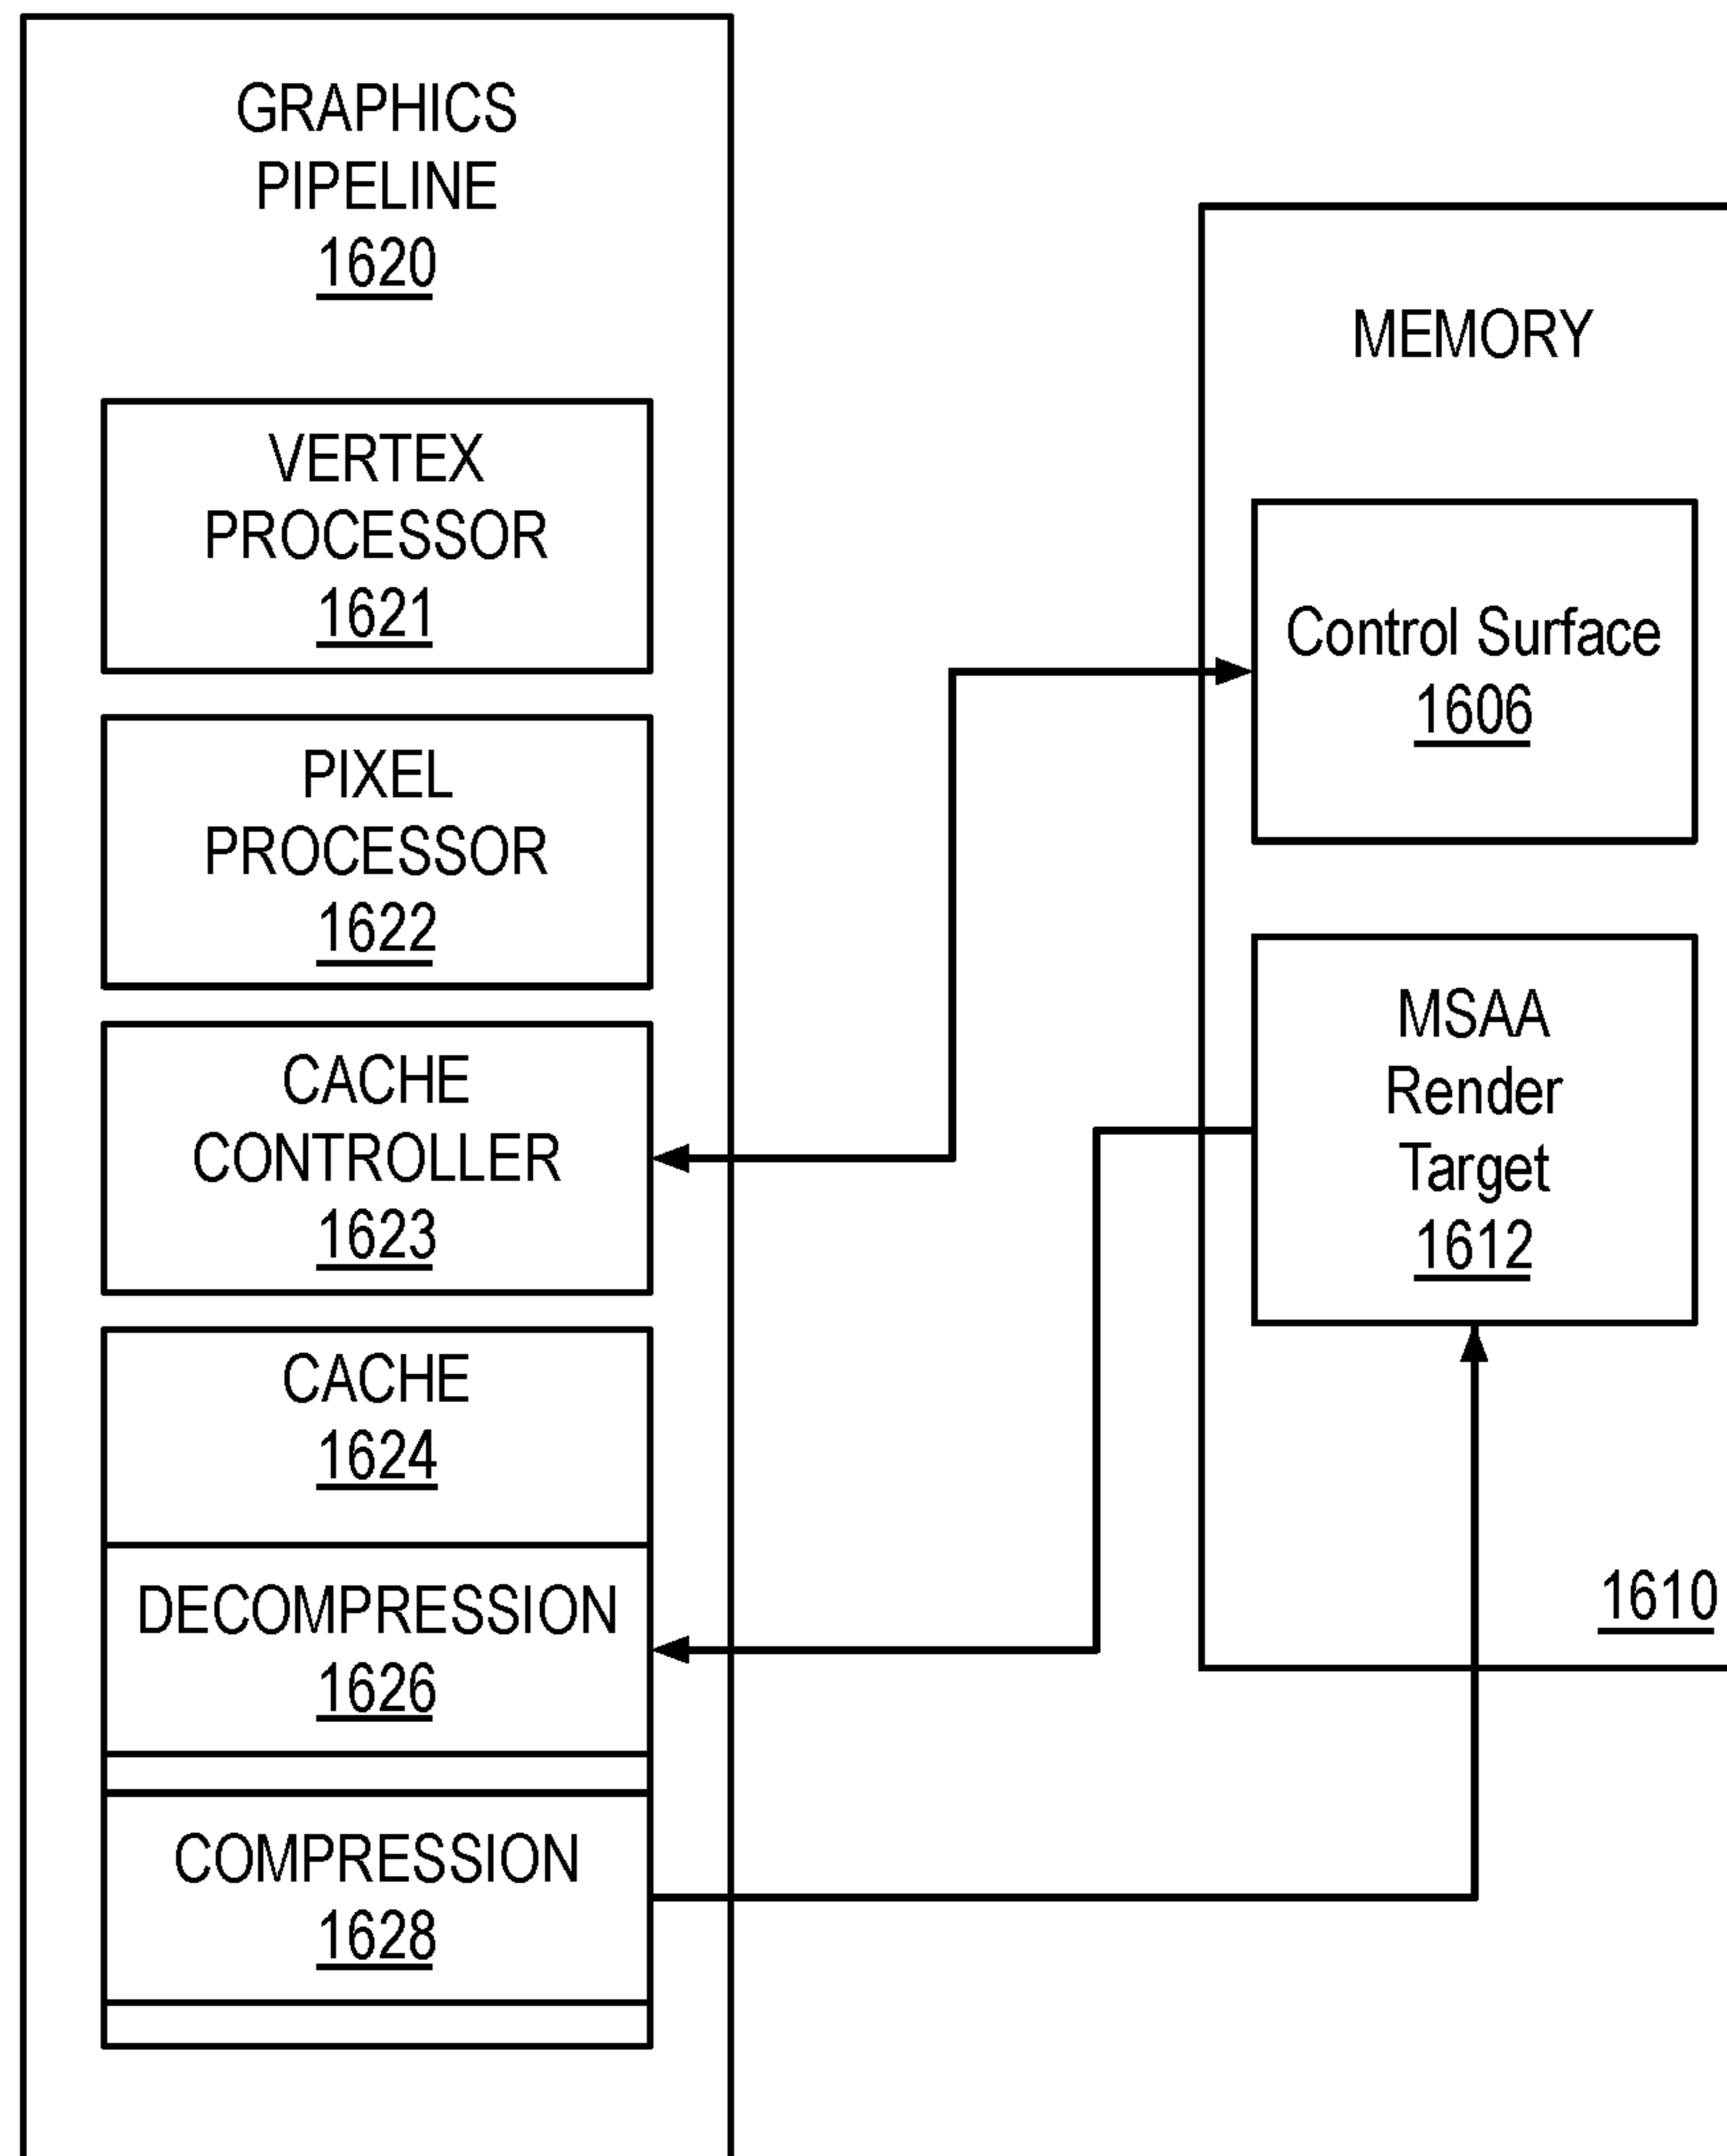 GRAPHICS
PIPELINE
1620
VERTEX
PROCESSOR
1621
PIXEL
PROCESSOR
1622
CACHE
CONTROLLER
1623
CACHE
1624
DECOMPRESSION
1626
COMPRESSION
1628
MEMORY
Control Surface
1606
MSAA
Render
Target
1612
1610